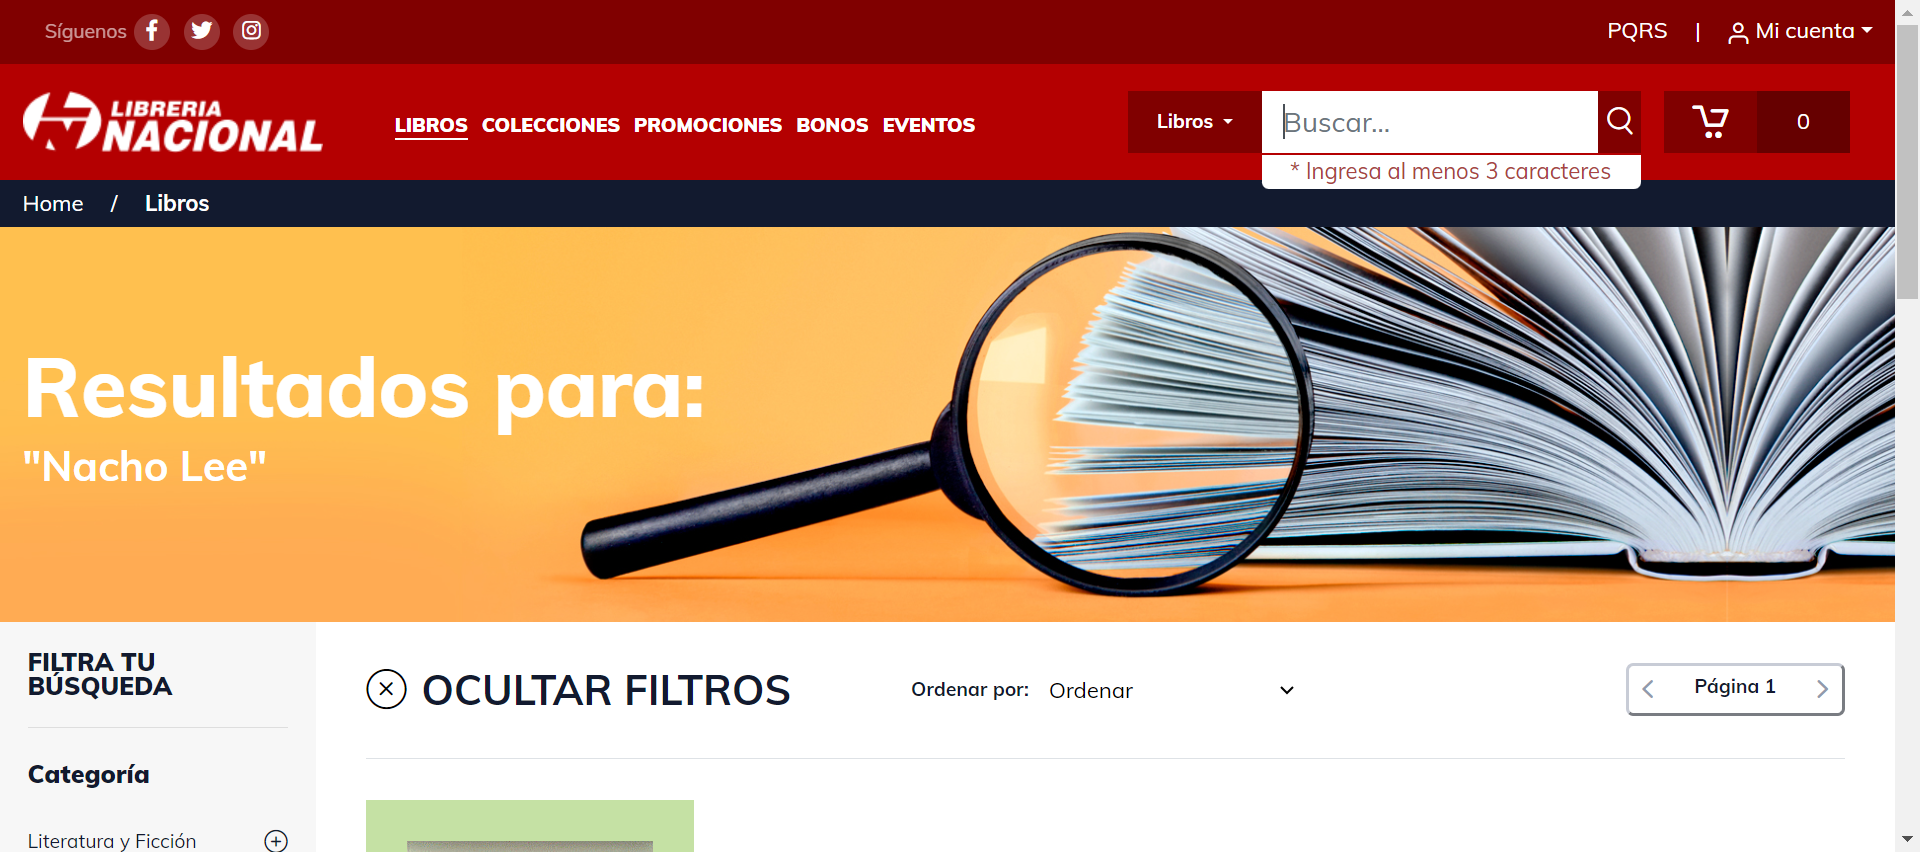 Síguenos
PQRS | Mi cuenta
LIBRERIA
NACIONAL
LIBROS COLECCIONES PROMOCIONES BONOS EVENTOS
Libros
Buscar...
0
* Ingresa al menos 3 caracteres
Home / Libros
Resultados para:
"Nacho Lee"
FILTRA TU
BÚSQUEDA
OCULTAR FILTROS
Ordenar por: Ordenar
Página 1
Categoría
Literatura y Ficción